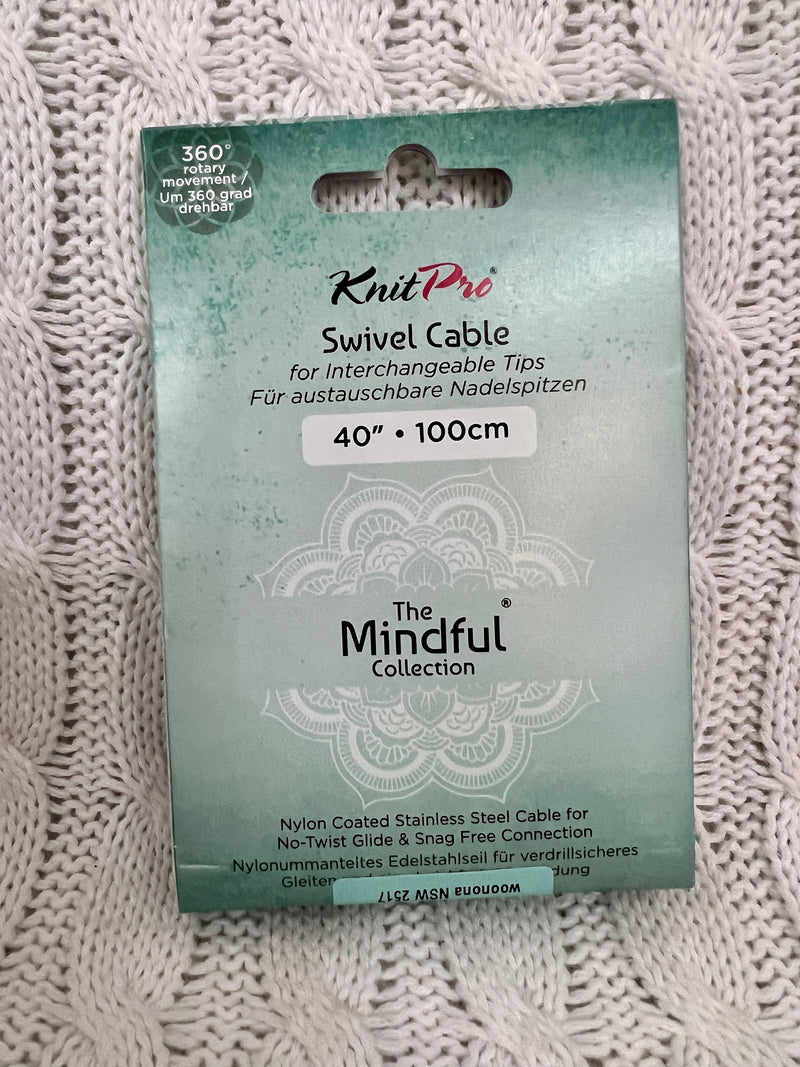 360°
rotary
movement /
Um 360 grad
drehbar
KnitPro®
Swivel Cable
for Interchangeable Tips
Für austauschbare Nadelspitzen
40” • 100cm
The
Mindful®
Collection
Nylon Coated Stainless Steel Cable for
No-Twist Glide & Snag Free Connection
Nylonummanteltes Edelstahlseil für verdrillsicheres
Gleiten
woonona NSW 2517